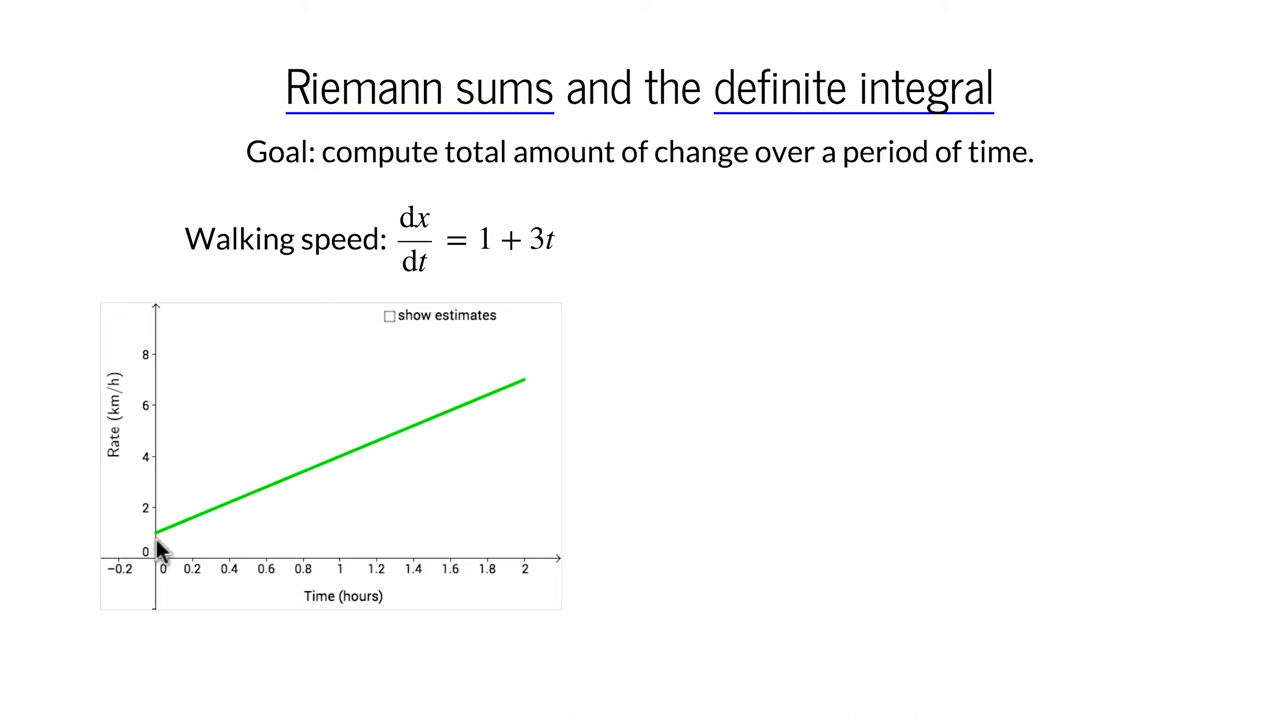 Riemann sums and the definite integral
Goal: compute total amount of change over a period of time.
Walking speed: dx/dt = 1 + 3t
show estimates
Rate (km/h)
8
6
4
2
0
−0.2 0 0.2 0.4 0.6 0.8 1 1.2 1.4 1.6 1.8 2
Time (hours)